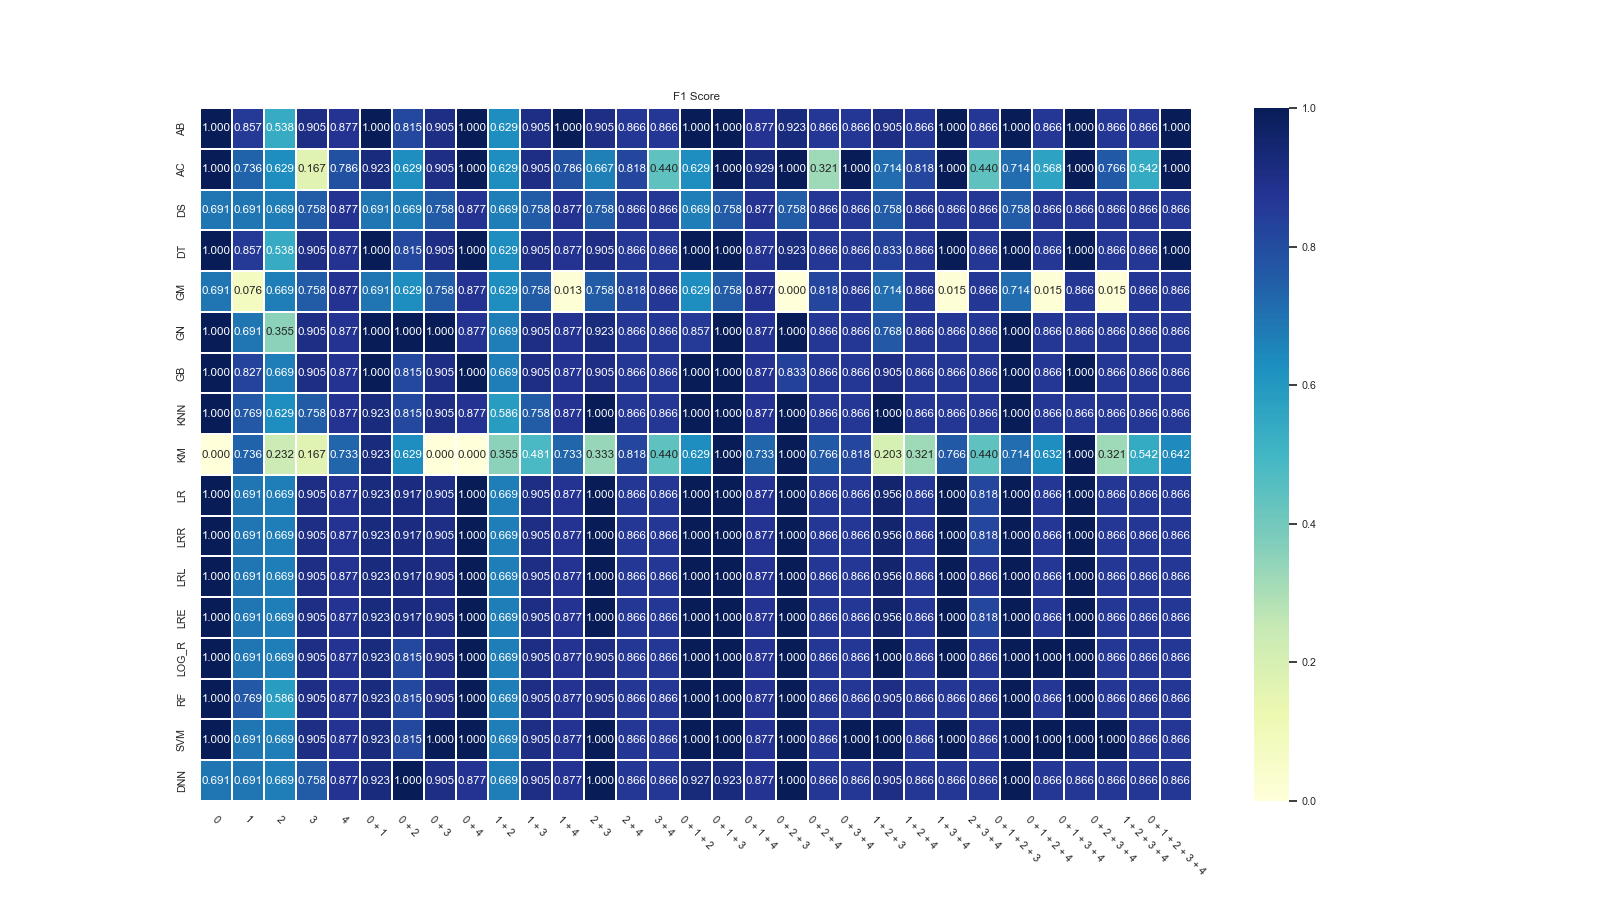 F1 Score
AB 1.000 0.857 0.538 0.905 0.877 1.000 0.815 0.905 1.000 0.629 0.905 1.000 0.905 0.866 0.866 1.000 1.000 0.877 0.923 0.866 0.866 0.905 0.866 1.000 0.866 1.000 0.866 1.000 0.866 0.866 1.000
AC 1.000 0.736 0.629 0.167 0.786 0.923 0.629 0.905 1.000 0.629 0.905 0.786 0.667 0.818 0.440 0.629 1.000 0.929 1.000 0.321 1.000 0.714 0.818 1.000 0.440 0.714 0.568 1.000 0.766 0.542 1.000
DS 0.691 0.691 0.669 0.758 0.877 0.691 0.669 0.758 0.877 0.669 0.758 0.877 0.758 0.866 0.866 0.669 0.758 0.877 0.758 0.866 0.866 0.758 0.866 0.866 0.866 0.758 0.866 0.866 0.866 0.866 0.866
DT 1.000 0.857 0.538 0.905 0.877 1.000 0.815 0.905 1.000 0.629 0.905 0.877 0.905 0.866 0.866 1.000 1.000 0.877 0.923 0.866 0.866 0.833 0.866 1.000 0.866 1.000 0.866 1.000 0.866 0.866 1.000
GM 0.691 0.076 0.669 0.758 0.877 0.691 0.629 0.758 0.877 0.629 0.758 0.013 0.758 0.818 0.866 0.629 0.758 0.877 0.000 0.818 0.866 0.714 0.866 0.015 0.866 0.714 0.015 0.866 0.015 0.866 0.866
GN 1.000 0.691 0.355 0.905 0.877 1.000 1.000 1.000 0.877 0.669 0.905 0.877 0.923 0.866 0.866 0.857 1.000 0.877 1.000 0.866 0.866 0.768 0.866 0.866 0.866 1.000 0.866 0.866 0.866 0.866 0.866
GB 1.000 0.827 0.669 0.905 0.877 1.000 0.815 0.905 1.000 0.669 0.905 0.877 0.905 0.866 0.866 1.000 1.000 0.877 0.833 0.866 0.866 0.905 0.866 0.866 0.866 1.000 0.866 1.000 0.866 0.866 0.866
KNN 1.000 0.769 0.629 0.758 0.877 0.923 0.815 0.905 0.877 0.586 0.758 0.877 1.000 0.866 0.866 1.000 1.000 0.877 1.000 0.866 0.866 1.000 0.866 0.866 0.866 1.000 0.866 0.866 0.866 0.866 0.866
KM 0.000 0.736 0.232 0.167 0.733 0.923 0.629 0.000 0.000 0.355 0.481 0.733 0.333 0.818 0.440 0.629 1.000 0.733 1.000 0.766 0.818 0.203 0.321 0.766 0.440 0.714 0.632 1.000 0.321 0.542 0.642
LR 1.000 0.691 0.669 0.905 0.877 0.923 0.917 0.905 1.000 0.669 0.905 0.877 1.000 0.866 0.866 1.000 1.000 0.877 1.000 0.866 0.866 0.956 0.866 1.000 0.818 1.000 0.866 1.000 0.866 0.866 0.866
LRR 1.000 0.691 0.669 0.905 0.877 0.923 0.917 0.905 1.000 0.669 0.905 0.877 1.000 0.866 0.866 1.000 1.000 0.877 1.000 0.866 0.866 0.956 0.866 1.000 0.818 1.000 0.866 1.000 0.866 0.866 0.866
LRL 1.000 0.691 0.669 0.905 0.877 0.923 0.917 0.905 1.000 0.669 0.905 0.877 1.000 0.866 0.866 1.000 1.000 0.877 1.000 0.866 0.866 0.956 0.866 1.000 0.866 1.000 0.866 1.000 0.866 0.866 0.866
LRE 1.000 0.691 0.669 0.905 0.877 0.923 0.917 0.905 1.000 0.669 0.905 0.877 1.000 0.866 0.866 1.000 1.000 0.877 1.000 0.866 0.866 0.956 0.866 1.000 0.818 1.000 0.866 1.000 0.866 0.866 0.866
LOG_R 1.000 0.691 0.669 0.905 0.877 0.923 0.815 0.905 1.000 0.669 0.905 0.877 0.905 0.866 0.866 1.000 1.000 0.877 1.000 0.866 0.866 1.000 0.866 1.000 0.866 1.000 1.000 1.000 0.866 0.866 0.866
RF 1.000 0.769 0.586 0.905 0.877 0.923 0.815 0.905 1.000 0.669 0.905 0.877 0.905 0.866 0.866 1.000 1.000 0.877 1.000 0.866 0.866 0.905 0.866 0.866 0.866 1.000 0.866 1.000 0.866 0.866 0.866
SVM 1.000 0.691 0.669 0.905 0.877 0.923 0.815 1.000 1.000 0.669 0.905 0.877 1.000 0.866 0.866 1.000 1.000 0.877 1.000 0.866 1.000 1.000 0.866 1.000 0.866 1.000 1.000 1.000 1.000 0.866 0.866
DNN 0.691 0.691 0.669 0.758 0.877 0.923 1.000 0.905 0.877 0.669 0.905 0.877 1.000 0.866 0.866 0.927 0.923 0.877 1.000 0.866 0.866 0.905 0.866 0.866 0.866 1.000 0.866 0.866 0.866 0.866 0.866
0
1
2
3
4
0 + 1
0 + 2
0 + 3
0 + 4
1 + 2
1 + 3
1 + 4
2 + 3
2 + 4
3 + 4
0 + 1 + 2
0 + 1 + 3
0 + 1 + 4
0 + 2 + 3
0 + 2 + 4
0 + 3 + 4
1 + 2 + 3
1 + 2 + 4
1 + 3 + 4
2 + 3 + 4
0 + 1 + 2 + 3
0 + 1 + 2 + 4
0 + 1 + 3 + 4
0 + 2 + 3 + 4
1 + 2 + 3 + 4
0 + 1 + 2 + 3 + 4
1.0
0.8
0.6
0.4
0.2
0.0